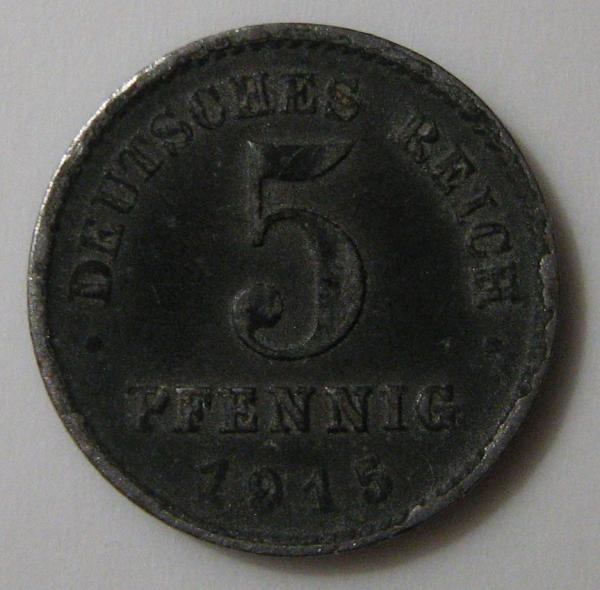 DEUTSCHES REICH
5
PFENNIG
1915